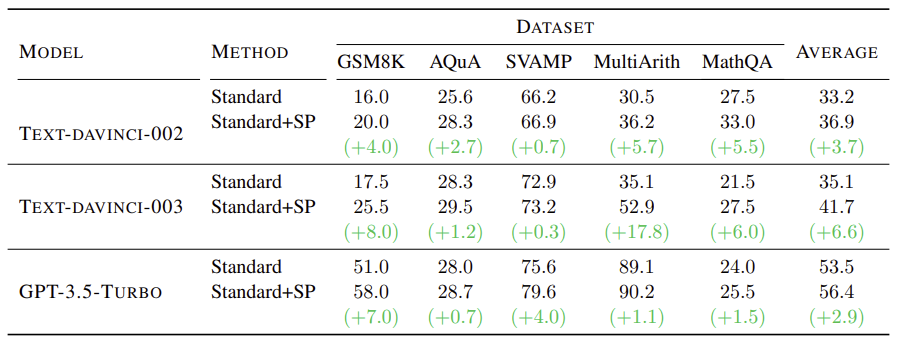 DATASET
MODEL METHOD AVERAGE
GSM8K AQuA SVAMP MultiArith MathQA
Standard 16.0 25.6 66.2 30.5 27.5 33.2
TEXT-DAVINCI-002 Standard+SP 20.0 28.3 66.9 36.2 33.0 36.9
(+4.0) (+2.7) (+0.7) (+5.7) (+5.5) (+3.7)
Standard 17.5 28.3 72.9 35.1 21.5 35.1
TEXT-DAVINCI-003 Standard+SP 25.5 29.5 73.2 52.9 27.5 41.7
(+8.0) (+1.2) (+0.3) (+17.8) (+6.0) (+6.6)
Standard 51.0 28.0 75.6 89.1 24.0 53.5
GPT-3.5-TURBO Standard+SP 58.0 28.7 79.6 90.2 25.5 56.4
(+7.0) (+0.7) (+4.0) (+1.1) (+1.5) (+2.9)